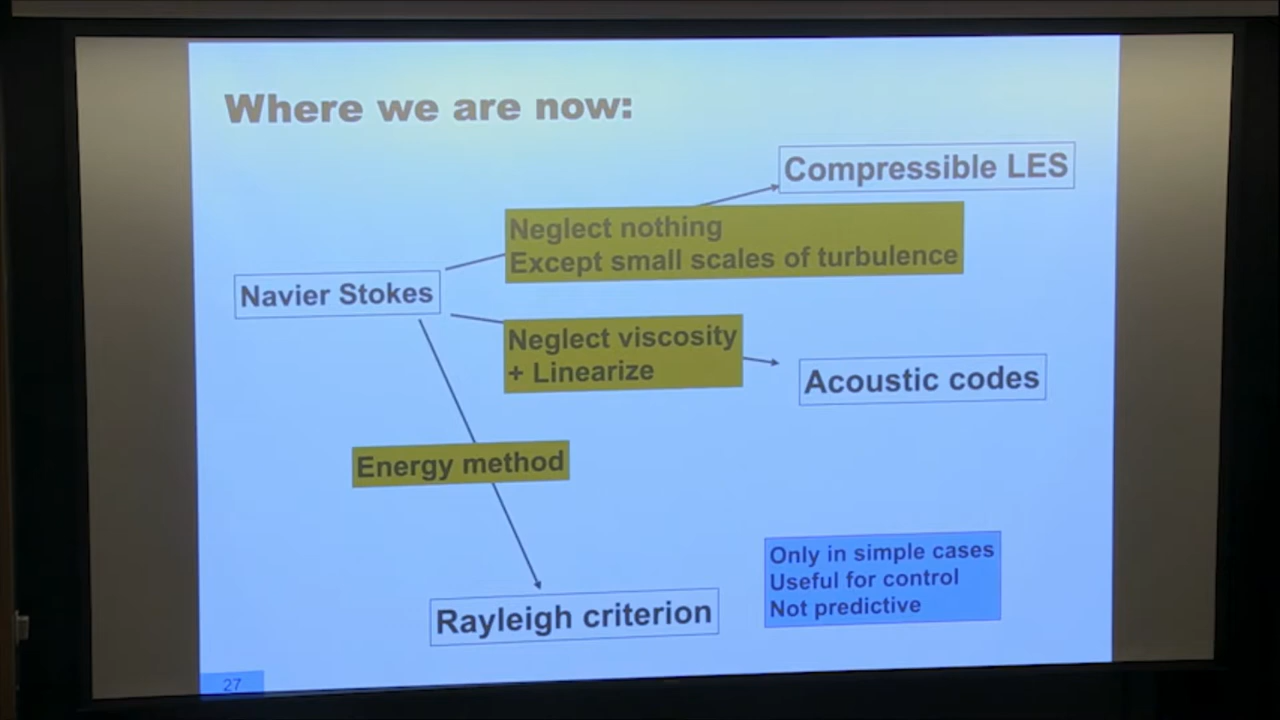 Where we are now:
Compressible LES
Neglect nothing
Except small scales of turbulence
Navier Stokes
Neglect viscosity
+ Linearize
Acoustic codes
Energy method
Only in simple cases
Useful for control
Not predictive
Rayleigh criterion
27